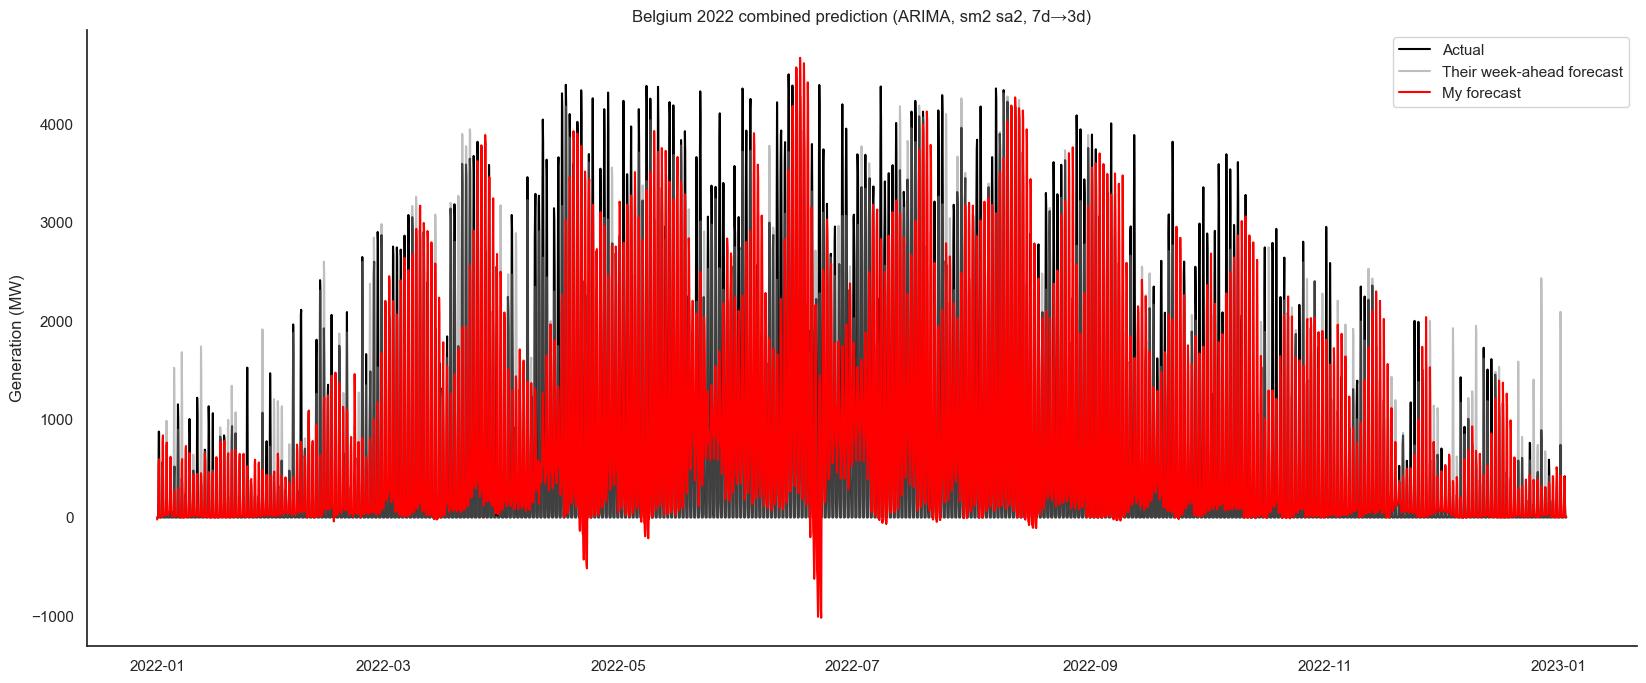 Belgium 2022 combined prediction (ARIMA, sm2 sa2, 7d→3d)
Actual
Their week-ahead forecast
My forecast
Generation (MW)
4000
3000
2000
1000
0
−1000
2022-01
2022-03
2022-05
2022-07
2022-09
2022-11
2023-01